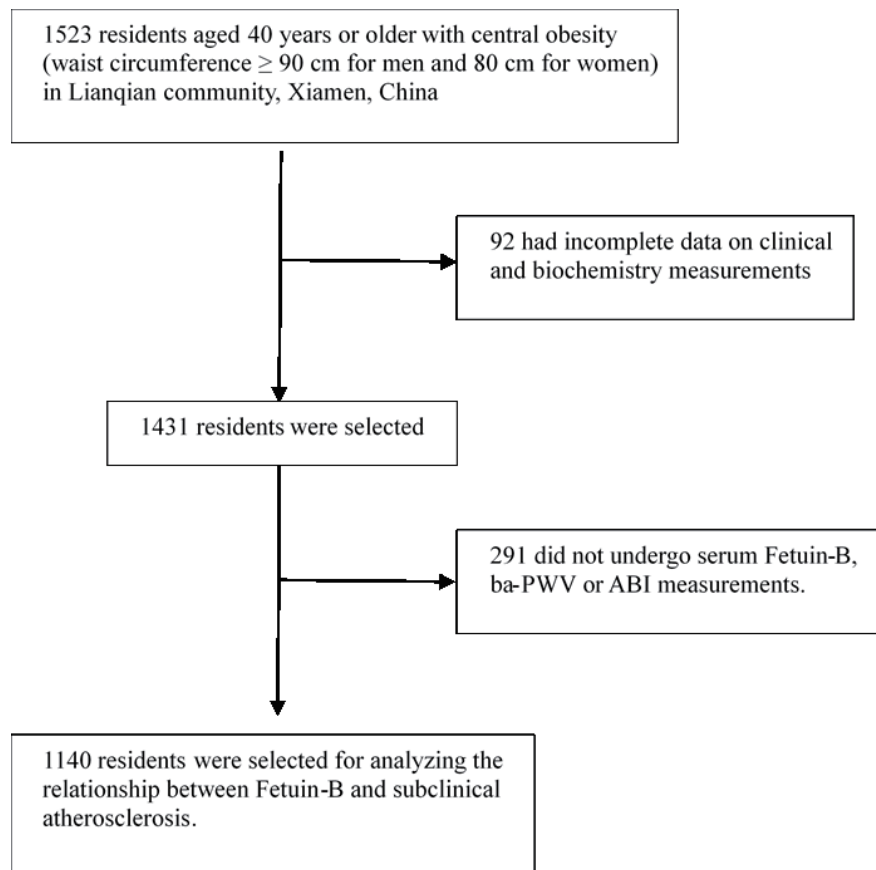 1523 residents aged 40 years or older with central obesity
(waist circumference ≥ 90 cm for men and 80 cm for women)
in Lianqian community, Xiamen, China
92 had incomplete data on clinical
and biochemistry measurements
1431 residents were selected
291 did not undergo serum Fetuin-B,
ba-PWV or ABI measurements.
1140 residents were selected for analyzing the
relationship between Fetuin-B and subclinical
atherosclerosis.